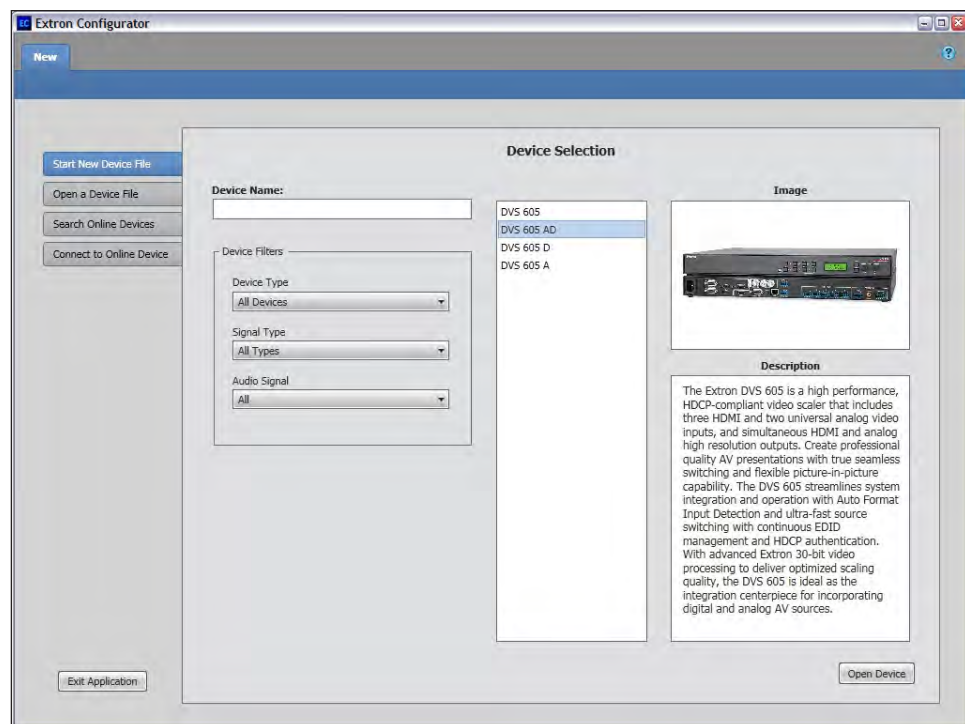 EC Extron Configurator
New
?
Start New Device File
Open a Device File
Search Online Devices
Connect to Online Device
Exit Application
Device Selection
Device Name:
Device Filters
Device Type
All Devices
Signal Type
All Types
Audio Signal
All
DVS 605
DVS 605 AD
DVS 605 D
DVS 605 A
Image
Description
The Extron DVS 605 is a high performance,
HDCP-compliant video scaler that includes
three HDMI and two universal analog video
inputs, and simultaneous HDMI and analog
high resolution outputs. Create professional
quality AV presentations with true seamless
switching and flexible picture-in-picture
capability. The DVS 605 streamlines system
integration and operation with Auto Format
Input Detection and ultra-fast source
switching with continuous EDID
management and HDCP authentication.
With advanced Extron 30-bit video
processing to deliver optimized scaling
quality, the DVS 605 is ideal as the
integration centerpiece for incorporating
digital and analog AV sources.
Open Device